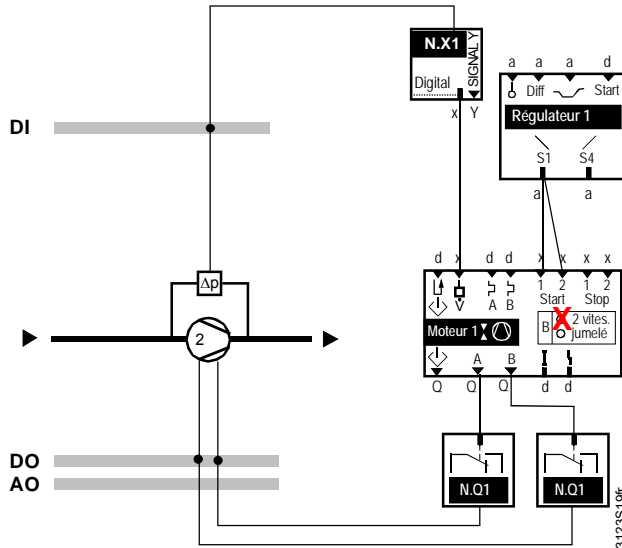 N.X1
SIGNAL Y
Digital
x Y
a a a d
Diff Start
Régulateur 1
S1 S4
a a
DI
Δp
2
d x d d x x x x
1 2 1 2
A B Start Stop
V̇
B 2 vites.
jumelé
Moteur 1
A B
Q Q Q d d
DO
AO
N.Q1 N.Q1
3123S19fr